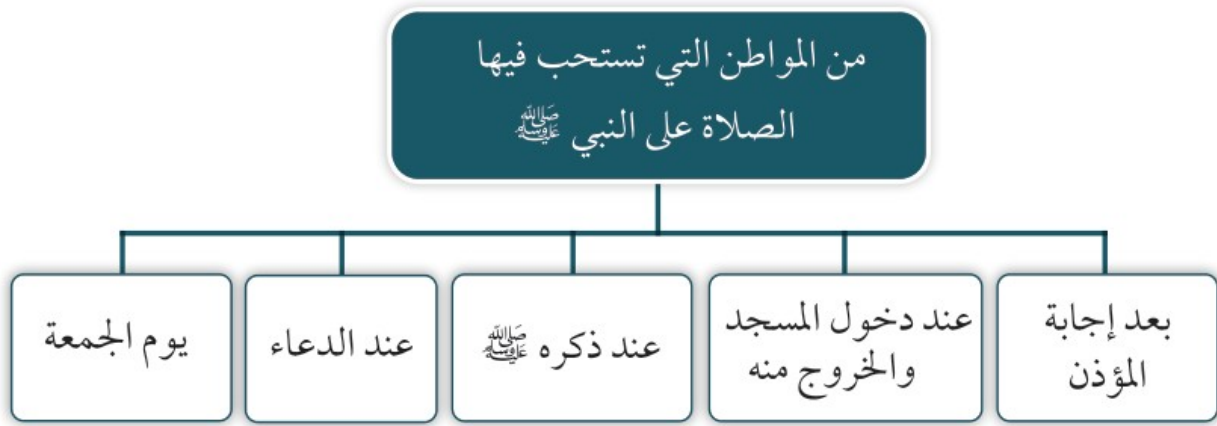 من المواطن التي تستحب فيها
الصلاة على النبي ﷺ
بعد إجابة
المؤذن
عند دخول المسجد
والخروج منه
عند ذكره ﷺ
عند الدعاء
يوم الجمعة